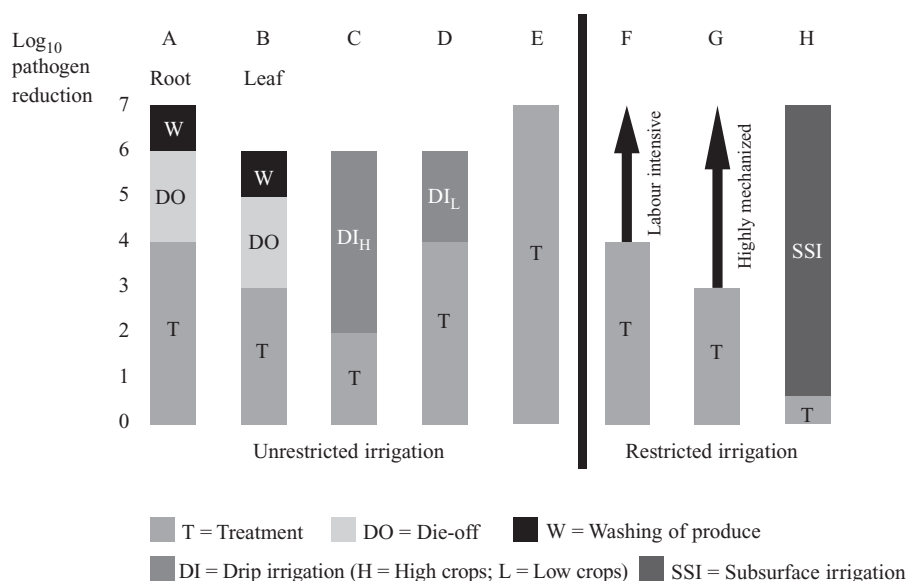 Log10
pathogen
reduction
A B C D E F G H
Root Leaf
7
6
5
4
3
2
1
0
W
DO
T
W
DO
T
DIH
T
DIL
T
T
Labour intensive
T
Highly mechanized
T
SSI
T
Unrestricted irrigation Restricted irrigation
T = Treatment DO = Die-off W = Washing of produce
DI = Drip irrigation (H = High crops; L = Low crops) SSI = Subsurface irrigation